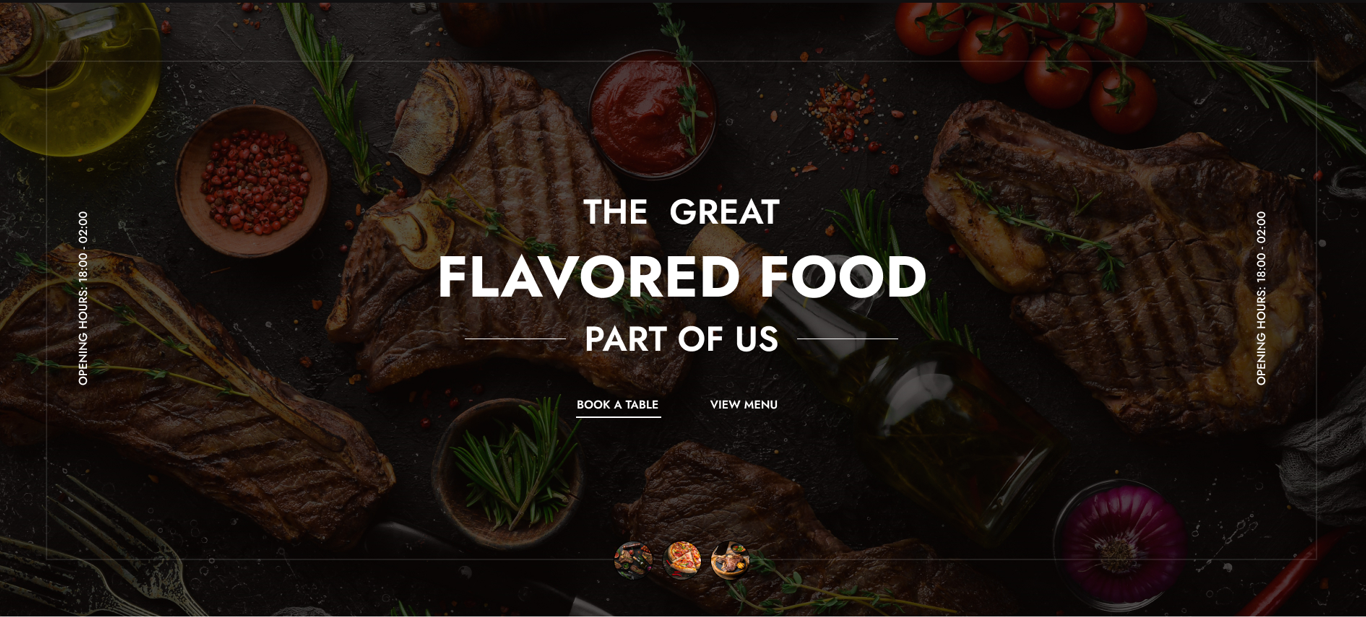 THE GREAT
FLAVORED FOOD
PART OF US
OPENING HOURS: 18:00 - 02:00
OPENING HOURS: 18:00 - 02:00
BOOK A TABLE
VIEW MENU